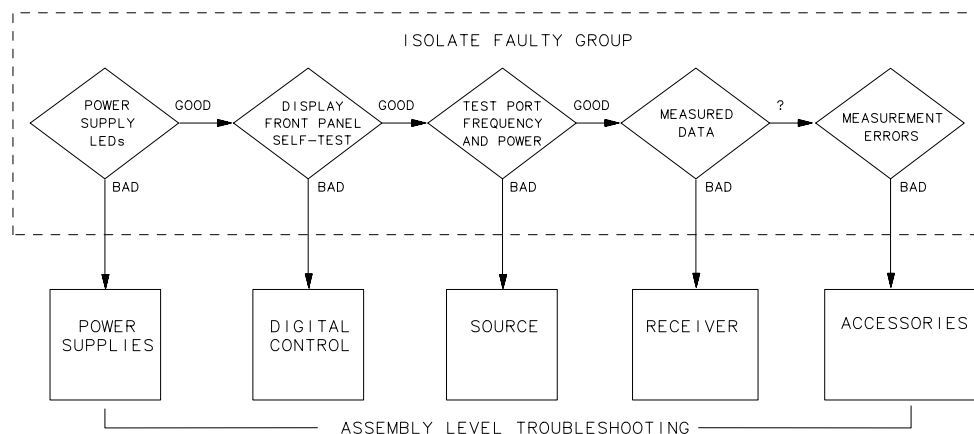 ISOLATE FAULTY GROUP
POWER
SUPPLY
LEDs
GOOD
DISPLAY
FRONT PANEL
SELF-TEST
GOOD
TEST PORT
FREQUENCY
AND POWER
GOOD
MEASURED
DATA
?
MEASUREMENT
ERRORS
BAD
BAD
BAD
BAD
BAD
POWER
SUPPLIES
DIGITAL
CONTROL
SOURCE
RECEIVER
ACCESSORIES
ASSEMBLY LEVEL TROUBLESHOOTING